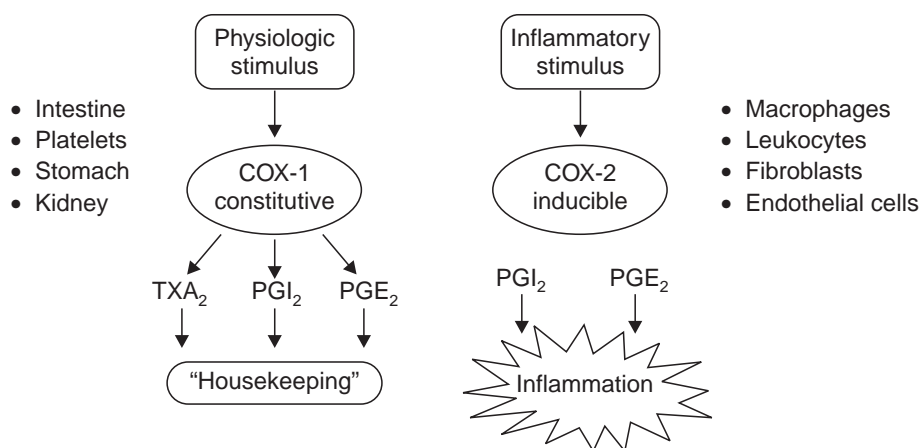 Physiologic
stimulus
Inflammatory
stimulus
• Intestine
• Platelets
• Stomach
• Kidney
COX-1
constitutive
COX-2
inducible
• Macrophages
• Leukocytes
• Fibroblasts
• Endothelial cells
TXA2
PGI2
PGE2
PGI2
PGE2
“Housekeeping”
Inflammation